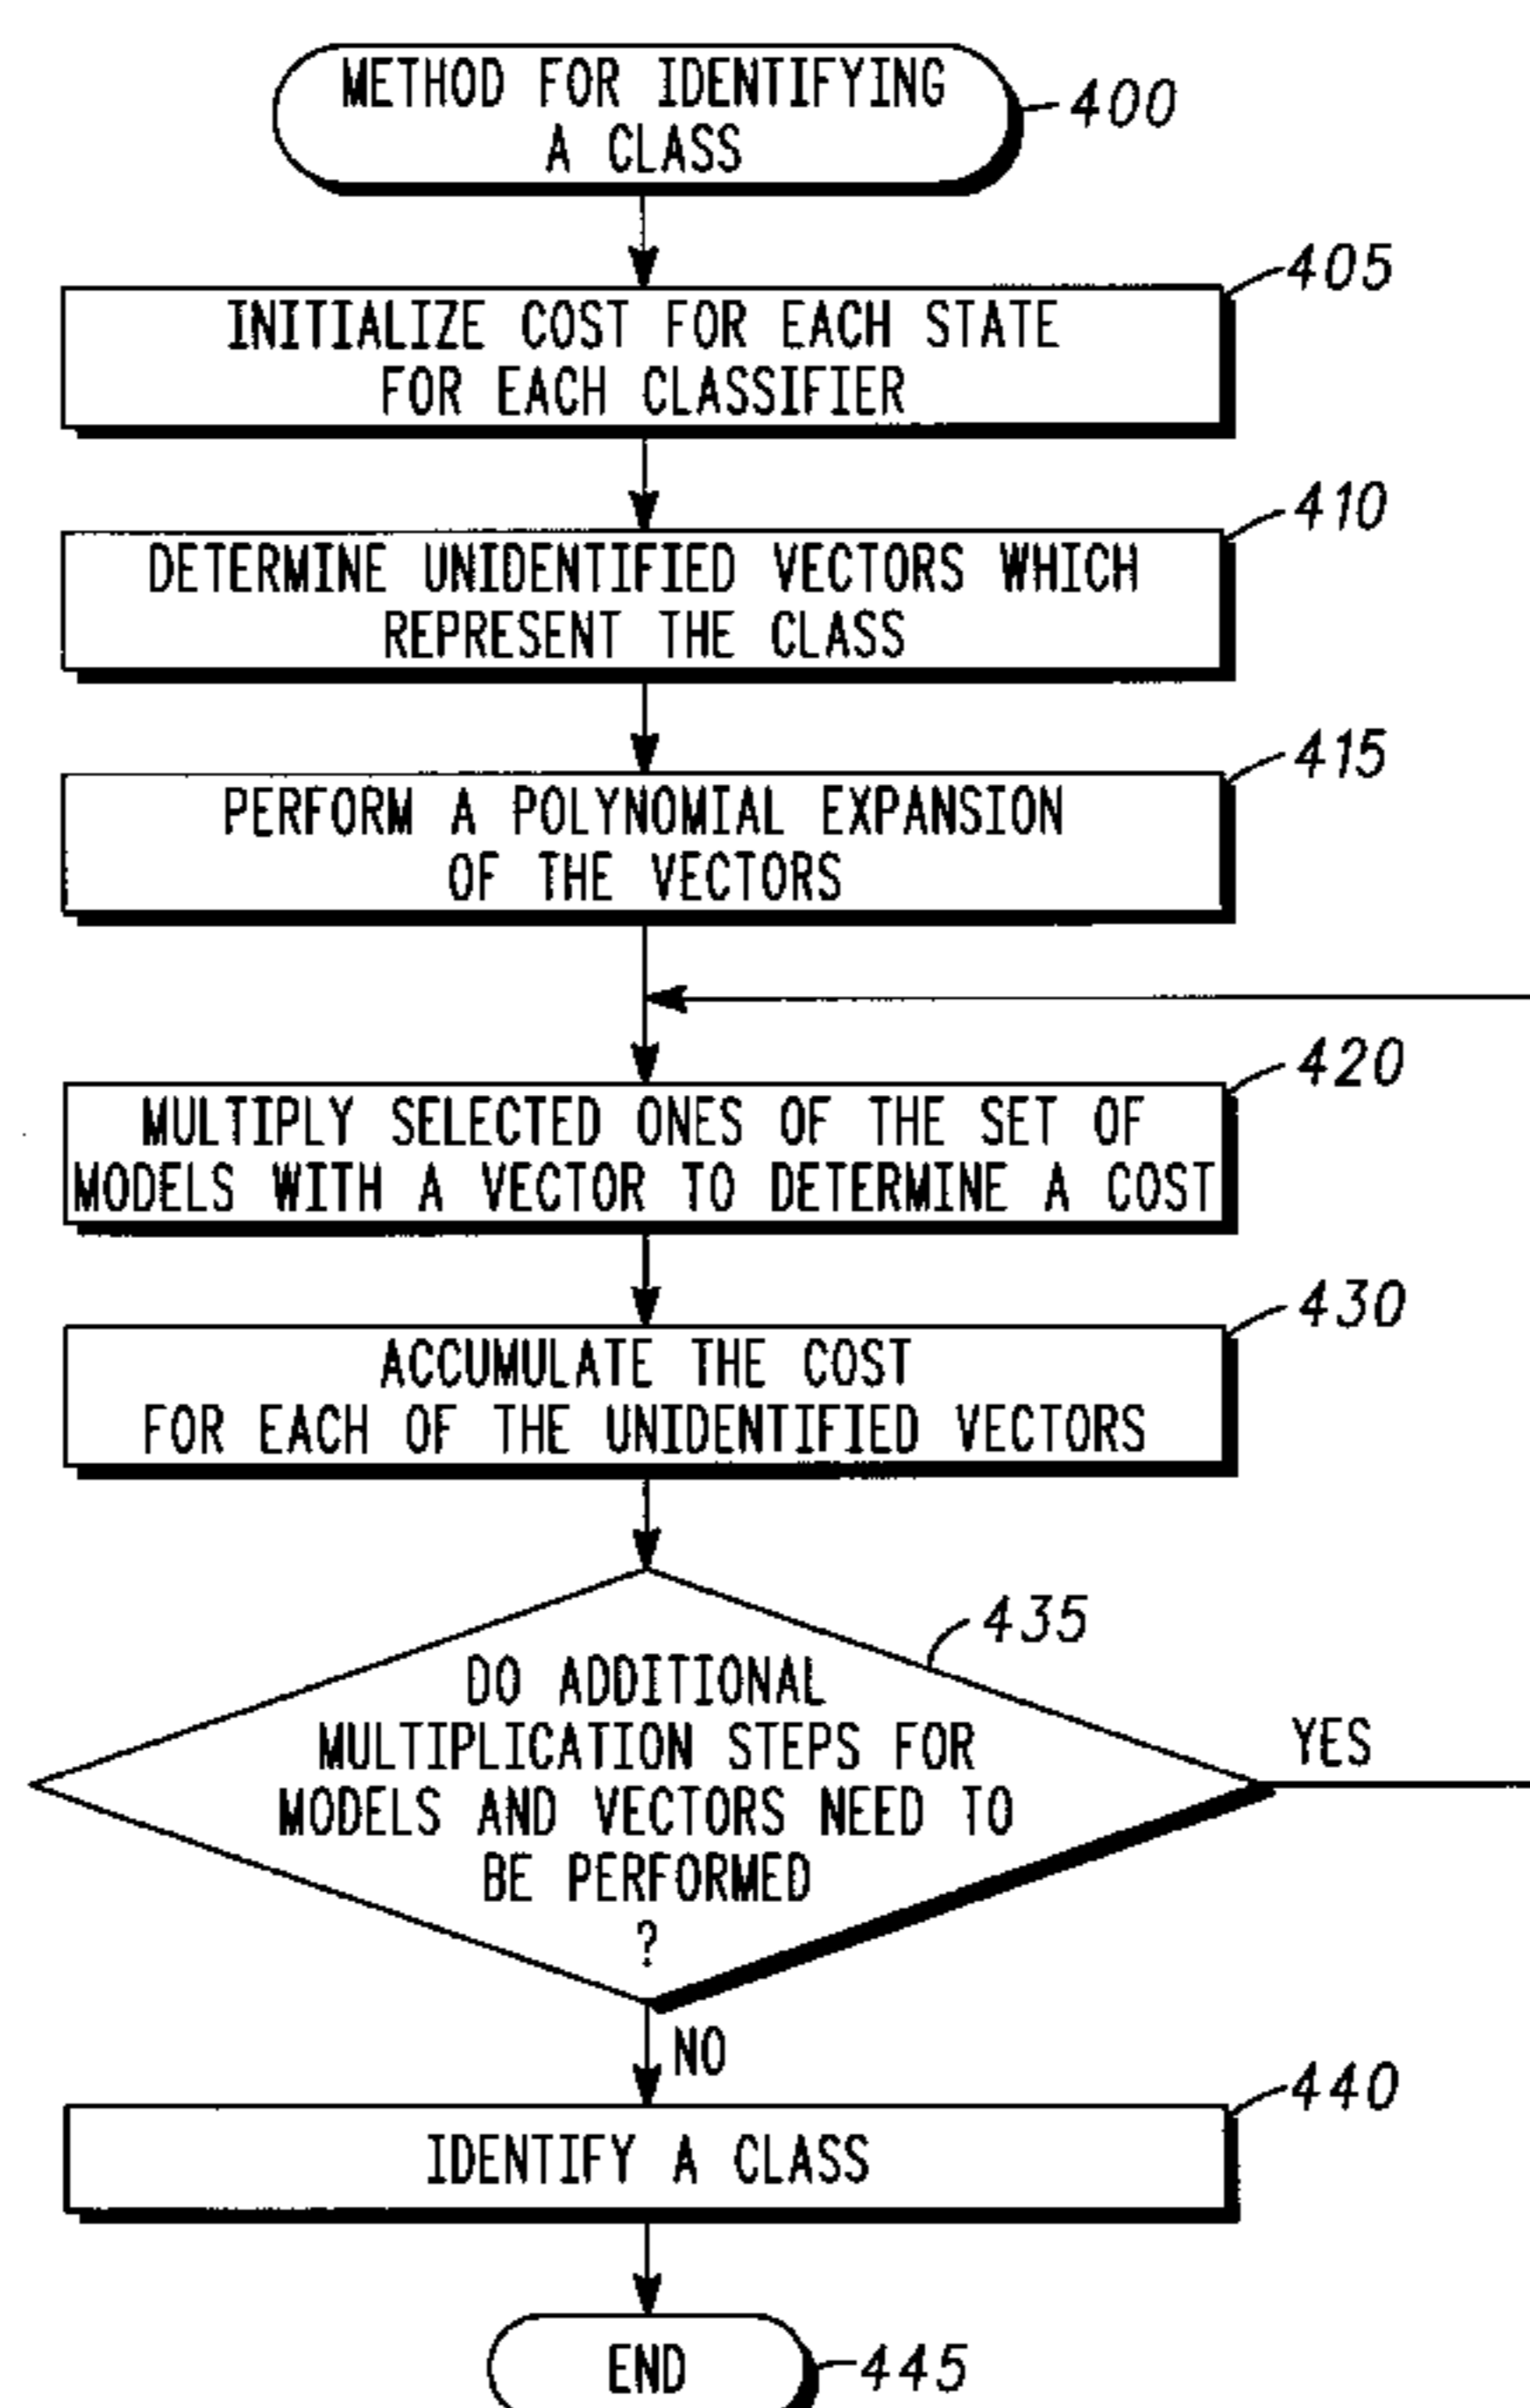 METHOD FOR IDENTIFYING
A CLASS
400
405
INITIALIZE COST FOR EACH STATE
FOR EACH CLASSIFIER
410
DETERMINE UNIDENTIFIED VECTORS WHICH
REPRESENT THE CLASS
415
PERFORM A POLYNOMIAL EXPANSION
OF THE VECTORS
420
MULTIPLY SELECTED ONES OF THE SET OF
MODELS WITH A VECTOR TO DETERMINE A COST
430
ACCUMULATE THE COST
FOR EACH OF THE UNIDENTIFIED VECTORS
435
DO ADDITIONAL
MULTIPLICATION STEPS FOR
MODELS AND VECTORS NEED TO
BE PERFORMED
?
YES
NO
440
IDENTIFY A CLASS
END
445